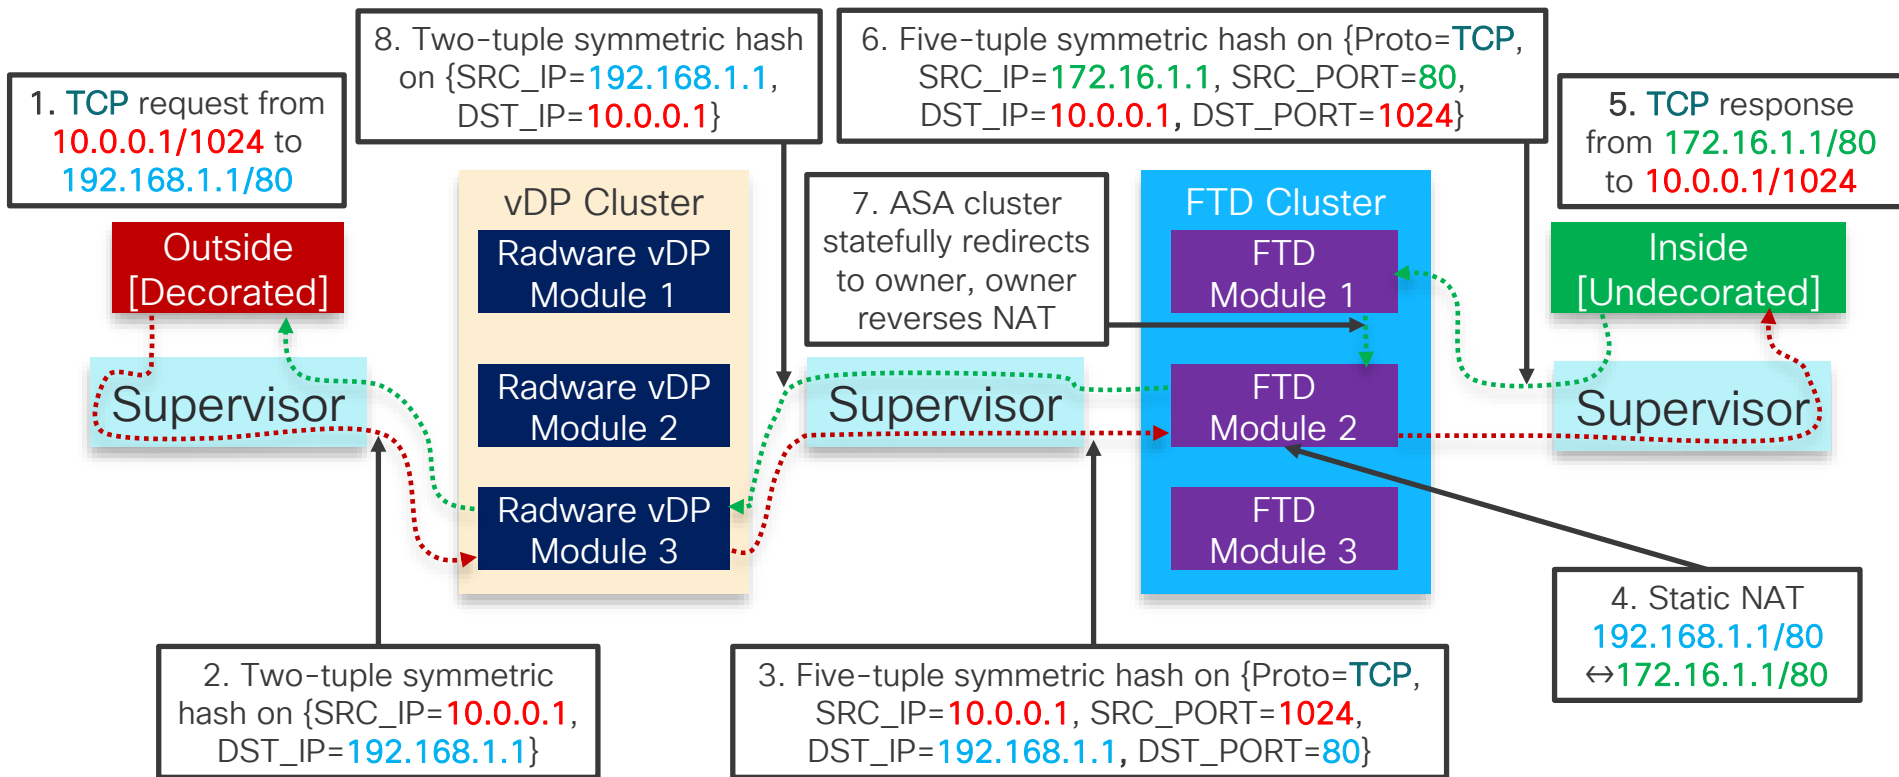 8. Two-tuple symmetric hash
on {SRC_IP=192.168.1.1,
DST_IP=10.0.0.1}
6. Five-tuple symmetric hash on {Proto=TCP,
SRC_IP=172.16.1.1, SRC_PORT=80,
DST_IP=10.0.0.1, DST_PORT=1024}
1. TCP request from
10.0.0.1/1024 to
192.168.1.1/80
5. TCP response
from 172.16.1.1/80
to 10.0.0.1/1024
vDP Cluster
7. ASA cluster
statefully redirects
to owner, owner
reverses NAT
FTD Cluster
Outside
[Decorated]
Radware vDP
Module 1
FTD
Module 1
Inside
[Undecorated]
Supervisor
Radware vDP
Module 2
Supervisor
FTD
Module 2
Supervisor
Radware vDP
Module 3
FTD
Module 3
4. Static NAT
192.168.1.1/80
↔172.16.1.1/80
2. Two-tuple symmetric
hash on {SRC_IP=10.0.0.1,
DST_IP=192.168.1.1}
3. Five-tuple symmetric hash on {Proto=TCP,
SRC_IP=10.0.0.1, SRC_PORT=1024,
DST_IP=192.168.1.1, DST_PORT=80}